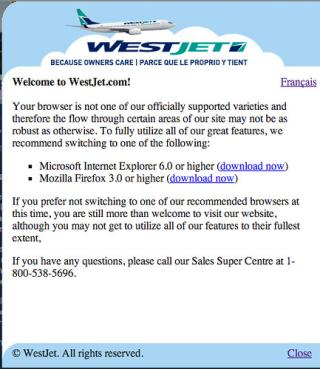 WESTJET
BECAUSE OWNERS CARE | PARCE QUE LE PROPRIO Y TIENT
Welcome to WestJet.com! Français
Your browser is not one of our officially supported varieties and
therefore the flow through certain areas of our site may not be as
robust as otherwise. To fully utilize all of our great features, we
recommend switching to one of the following:
▪ Microsoft Internet Explorer 6.0 or higher (download now)
▪ Mozilla Firefox 3.0 or higher (download now)
If you prefer not switching to one of our recommended browsers at
this time, you are still more than welcome to visit our website,
although you may not get to utilize all of our features to their fullest
extent,
If you have any questions, please call our Sales Super Centre at 1-
800-538-5696.
© WestJet. All rights reserved. Close